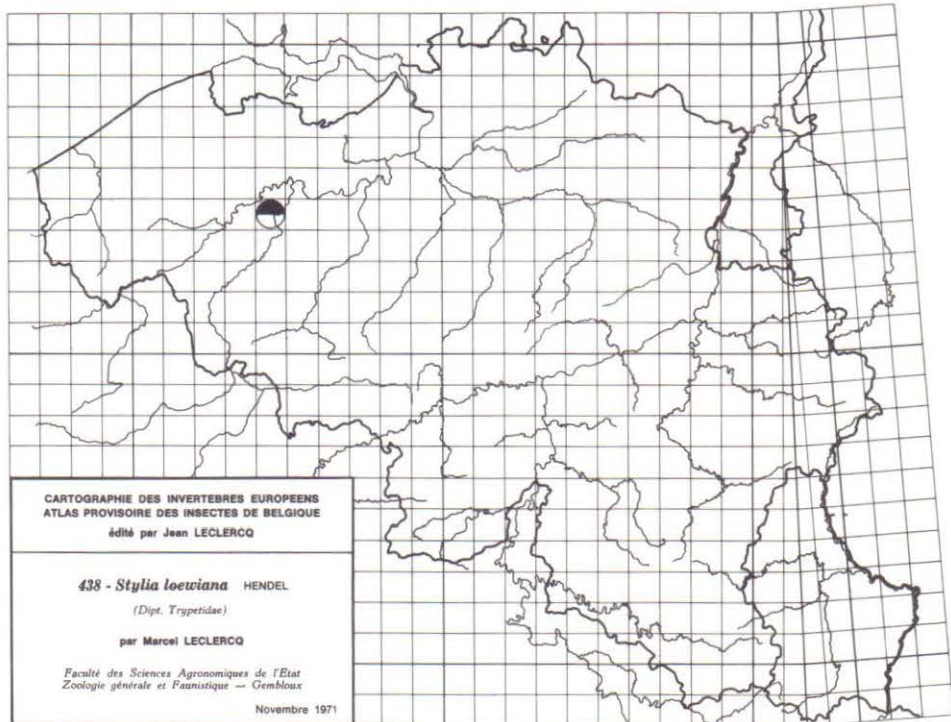 CARTOGRAPHIE DES INVERTEBRES EUROPEENS
ATLAS PROVISOIRE DES INSECTES DE BELGIQUE
édité par Jean LECLERCQ
438 - Stylia loewiana HENDEL
(Dipt. Trypetidae)
par Marcel LECLERCQ
Faculté des Sciences Agronomiques de l'Etat
Zoologie générale et Faunistique — Gembloux
Novembre 1971